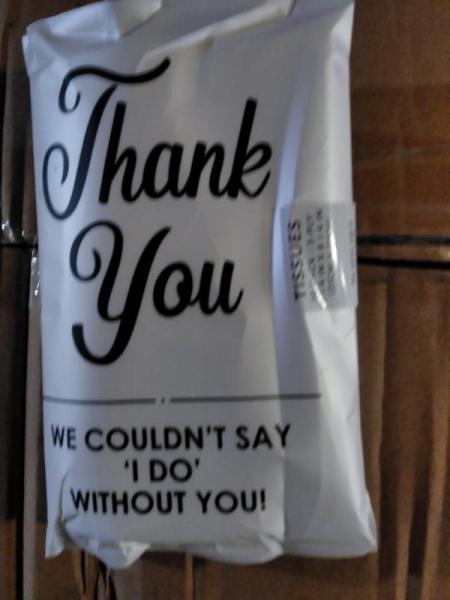 Thank
You
WE COULDN'T SAY
'I DO'
WITHOUT YOU!
TISSUES